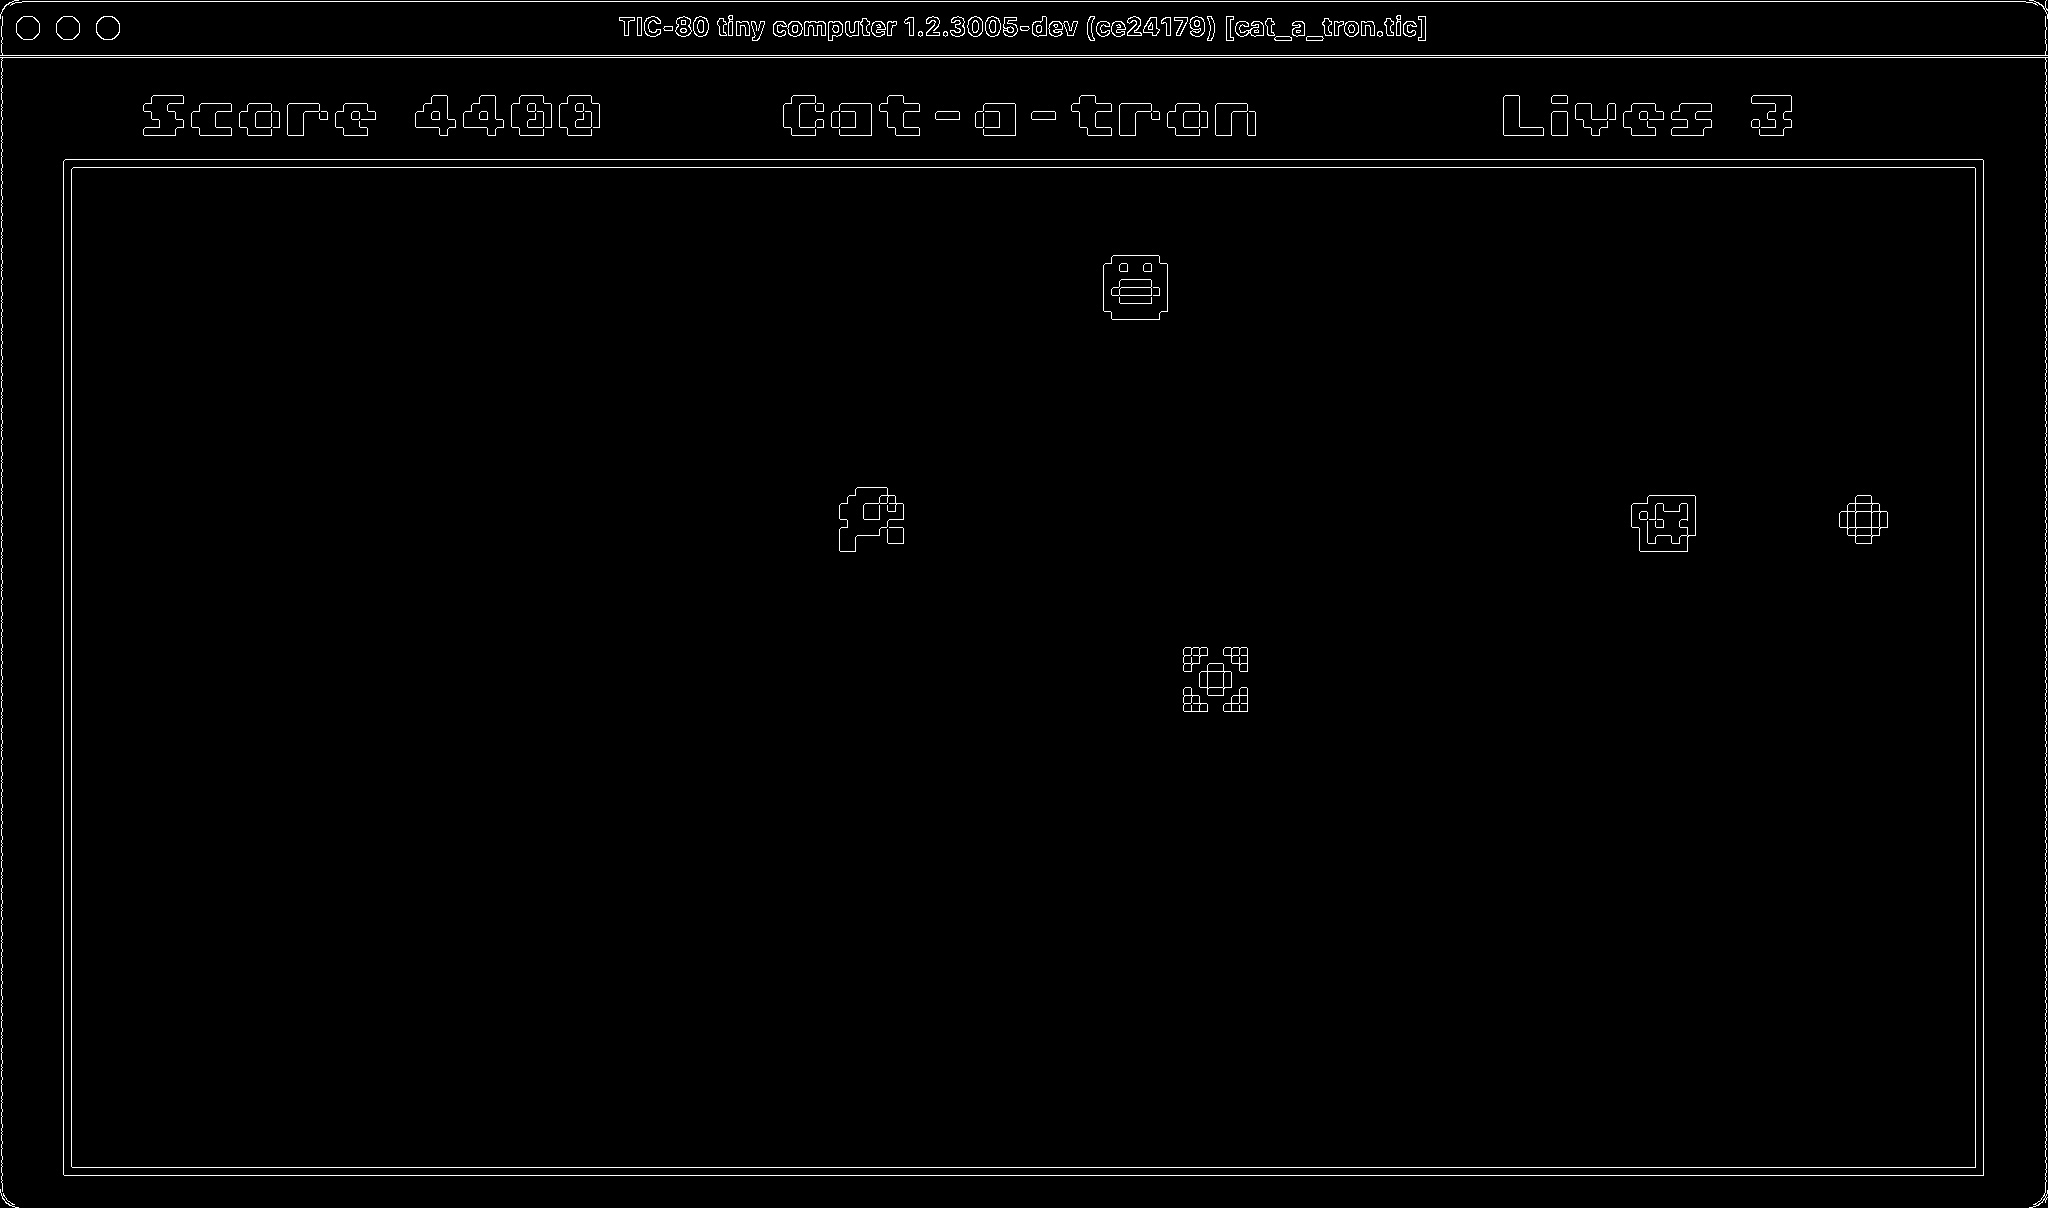 TIC-80 tiny computer 1.2.3005-dev (ce24179) [cat_a_tron.tic]
Score 4400 Cat-a-tron Lives 3